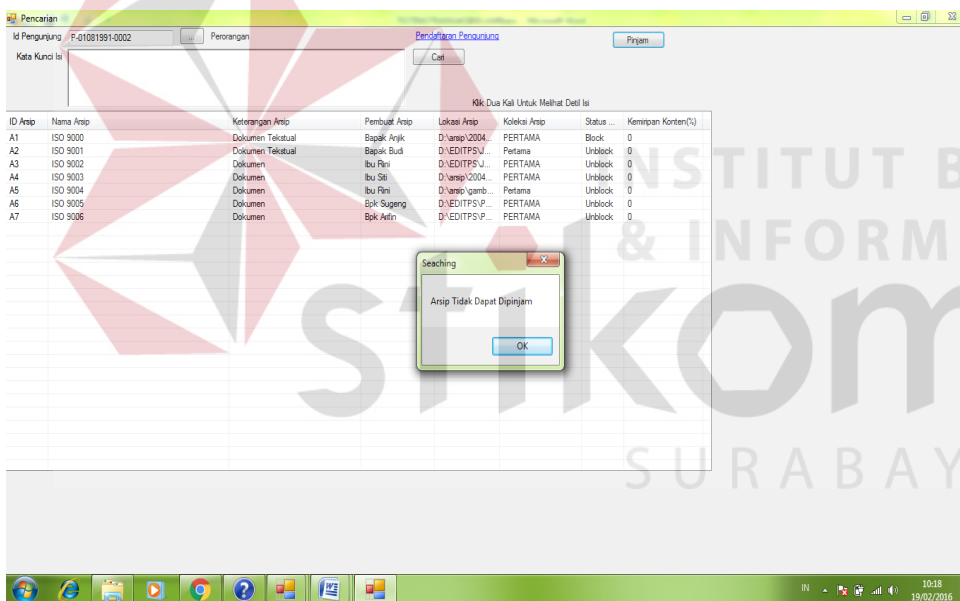 Pencarian
Id Pengunjung P-01081991-0002 ... Perorangan Pendaftaran Pengunjung Pinjam
Kata Kunci Isi Cari
Klik Dua Kali Untuk Melihat Detil Isi
ID Arsip Nama Arsip Keterangan Arsip Pembuat Arsip Lokasi Arsip Koleksi Arsip Status ... Kemiripan Konten(%)
A1 ISO 9000 Dokumen Tekstual Bapak Anjik D:\arsip\2004... PERTAMA Block 0
A2 ISO 9001 Dokumen Tekstual Bapak Budi D:\EDITPS\J... Pertama Unblock 0
A3 ISO 9002 Dokumen Ibu Rini D:\EDITPS\J... PERTAMA Unblock 0
A4 ISO 9003 Dokumen Ibu Siti D:\arsip\2004... PERTAMA Unblock 0
A5 ISO 9004 Dokumen Ibu Rini D:\arsip\gamb... Pertama Unblock 0
A6 ISO 9005 Dokumen Bpk Sugeng D:\EDITPS\P... PERTAMA Unblock 0
A7 ISO 9006 Dokumen Bpk Arifin D:\EDITPS\P... PERTAMA Unblock 0
Seaching
Arsip Tidak Dapat Dipinjam
OK
NSTITUT B
& INFORM
stikom
SURABAY
IN 10:18
19/02/2016